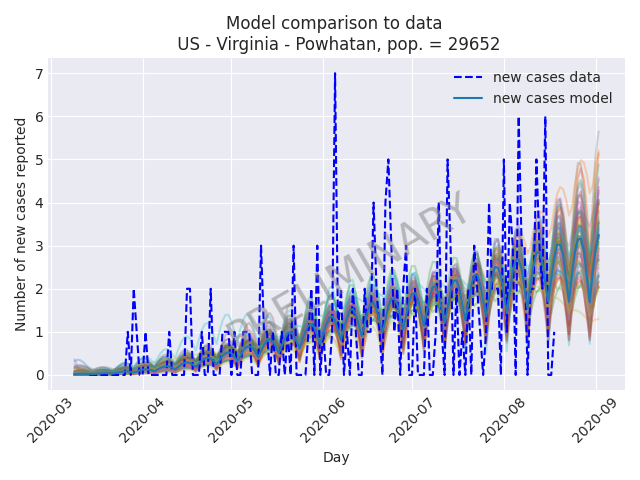 Model comparison to data
US - Virginia - Powhatan, pop. = 29652
new cases data
new cases model
Number of new cases reported
7
6
5
4
3
2
1
0
PRELIMINARY
2020-03
2020-04
2020-05
2020-06
2020-07
2020-08
2020-09
Day